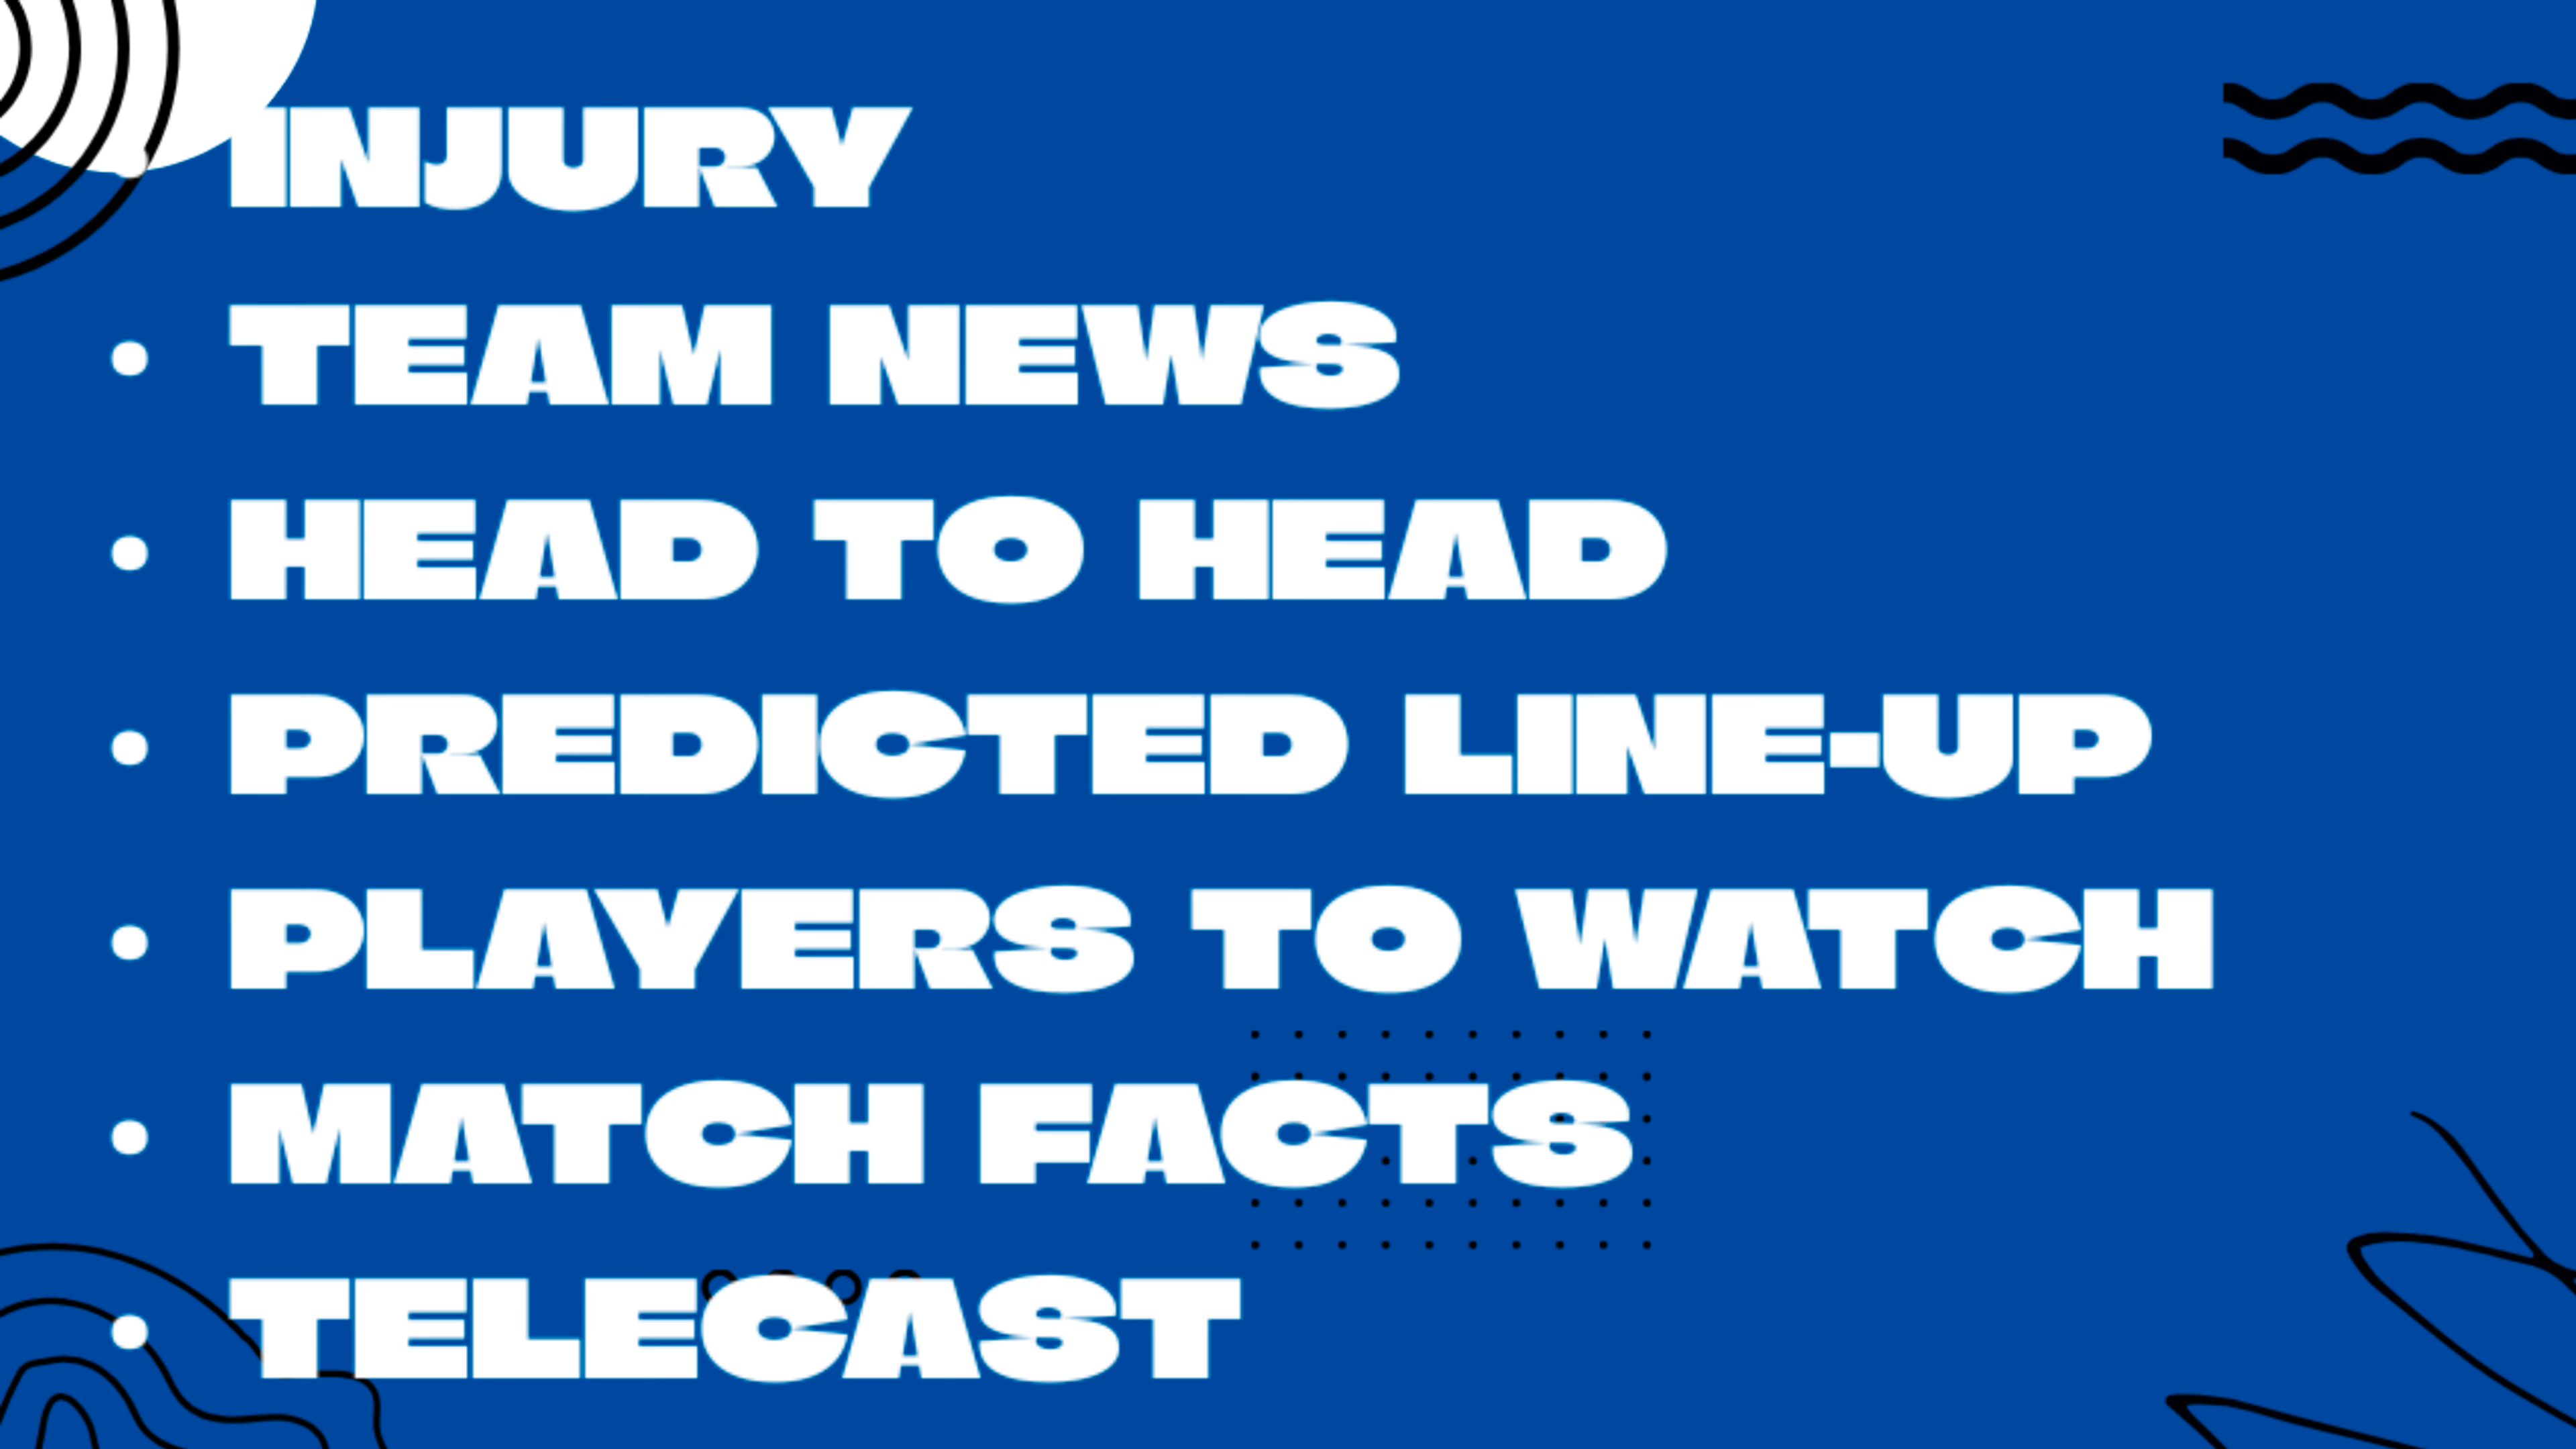 • INJURY
• TEAM NEWS
• HEAD TO HEAD
• PREDICTED LINE-UP
• PLAYERS TO WATCH
• MATCH FACTS
• TELECAST